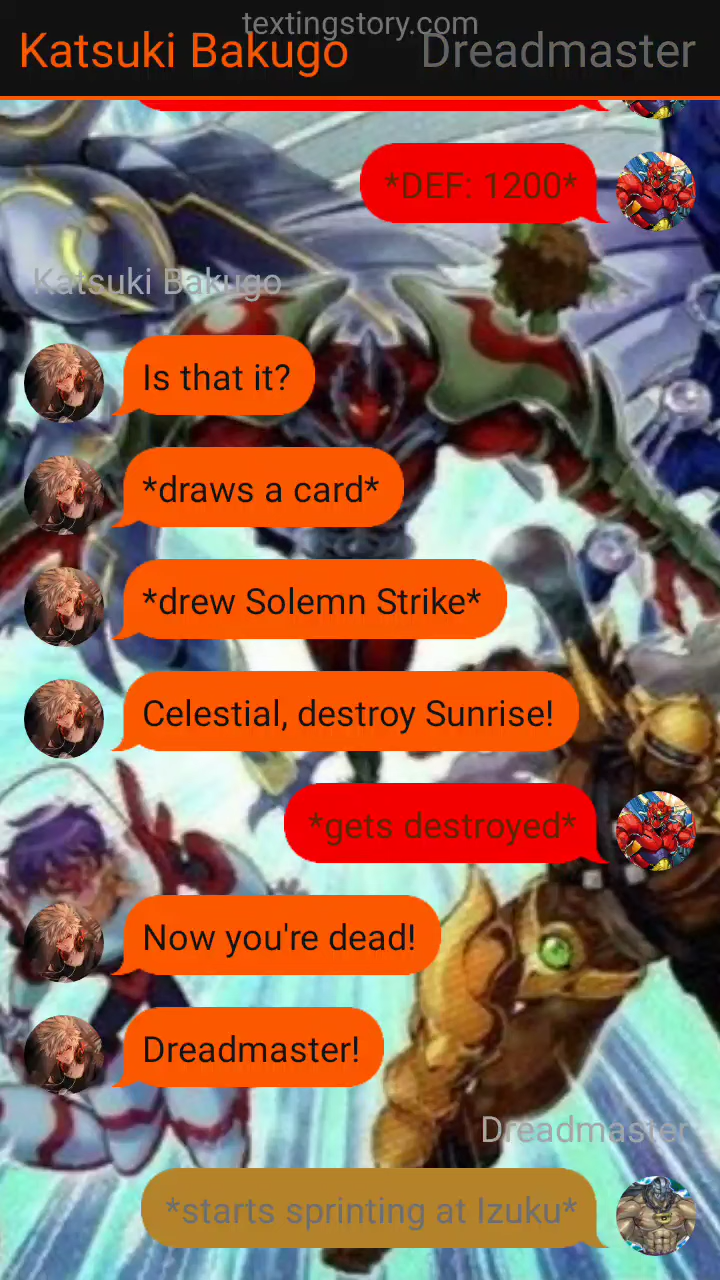 textingstory.com
Katsuki Bakugo
Dreadmaster
*DEF: 1200*
Katsuki Bakugo
Is that it?
*draws a card*
*drew Solemn Strike*
Celestial, destroy Sunrise!
*gets destroyed*
Now you're dead!
Dreadmaster!
Dreadmaster
*starts sprinting at Izuku*